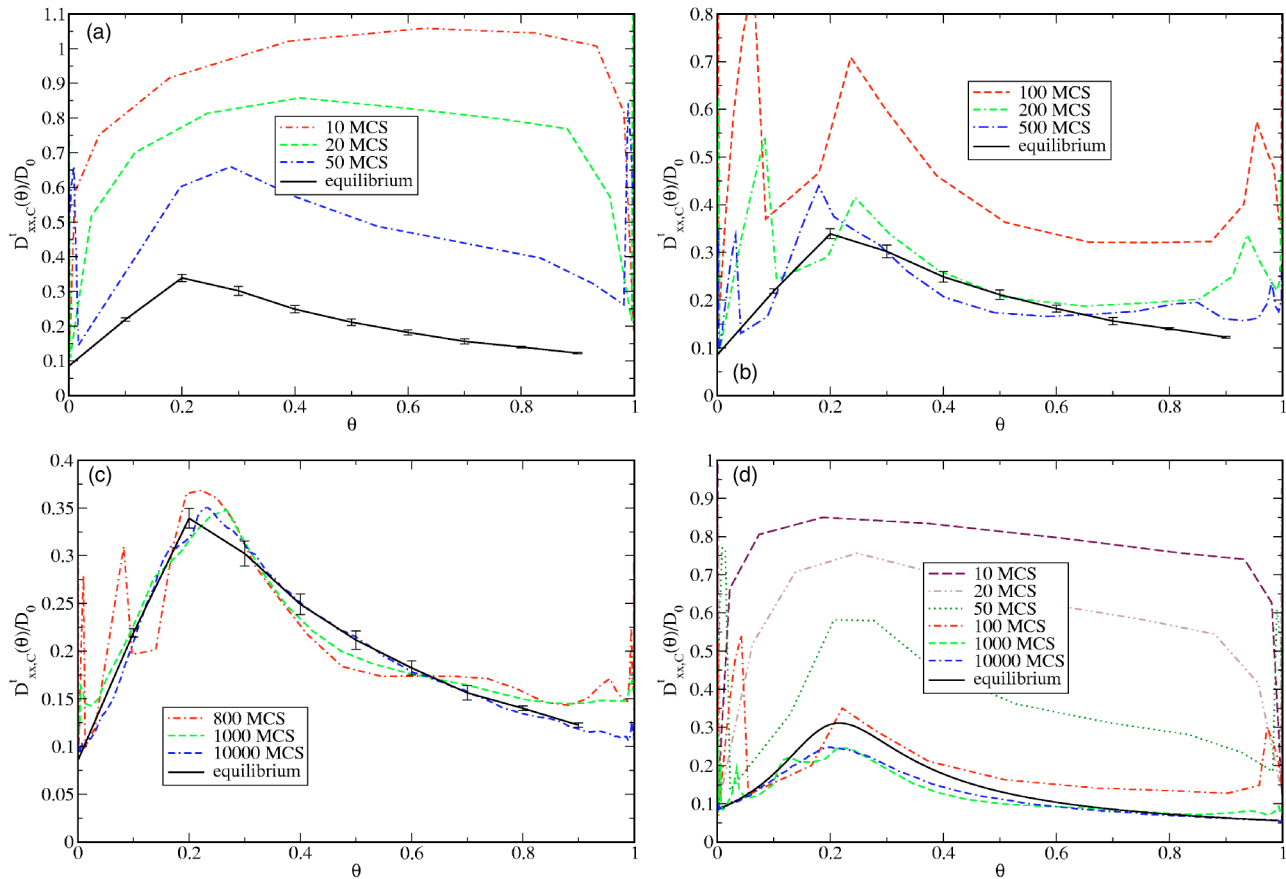 (a)
1.1
1
0.9
0.8
0.7
0.6
0.5
0.4
0.3
0.2
0.1
0
D^t_xx,C(θ)/D_0
10 MCS
20 MCS
50 MCS
equilibrium
0 0.2 0.4 0.6 0.8 1
θ
(b)
0.8
0.7
0.6
0.5
0.4
0.3
0.2
0.1
0
D^t_xx,C(θ)/D_0
100 MCS
200 MCS
500 MCS
equilibrium
0 0.2 0.4 0.6 0.8 1
θ
(c)
0.4
0.35
0.3
0.25
0.2
0.15
0.1
0.05
0
D^t_xx,C(θ)/D_0
800 MCS
1000 MCS
10000 MCS
equilibrium
0 0.2 0.4 0.6 0.8 1
θ
(d)
1
0.9
0.8
0.7
0.6
0.5
0.4
0.3
0.2
0.1
0
D^t_xx,C(θ)/D_0
10 MCS
20 MCS
50 MCS
100 MCS
1000 MCS
10000 MCS
equilibrium
0 0.2 0.4 0.6 0.8 1
θ